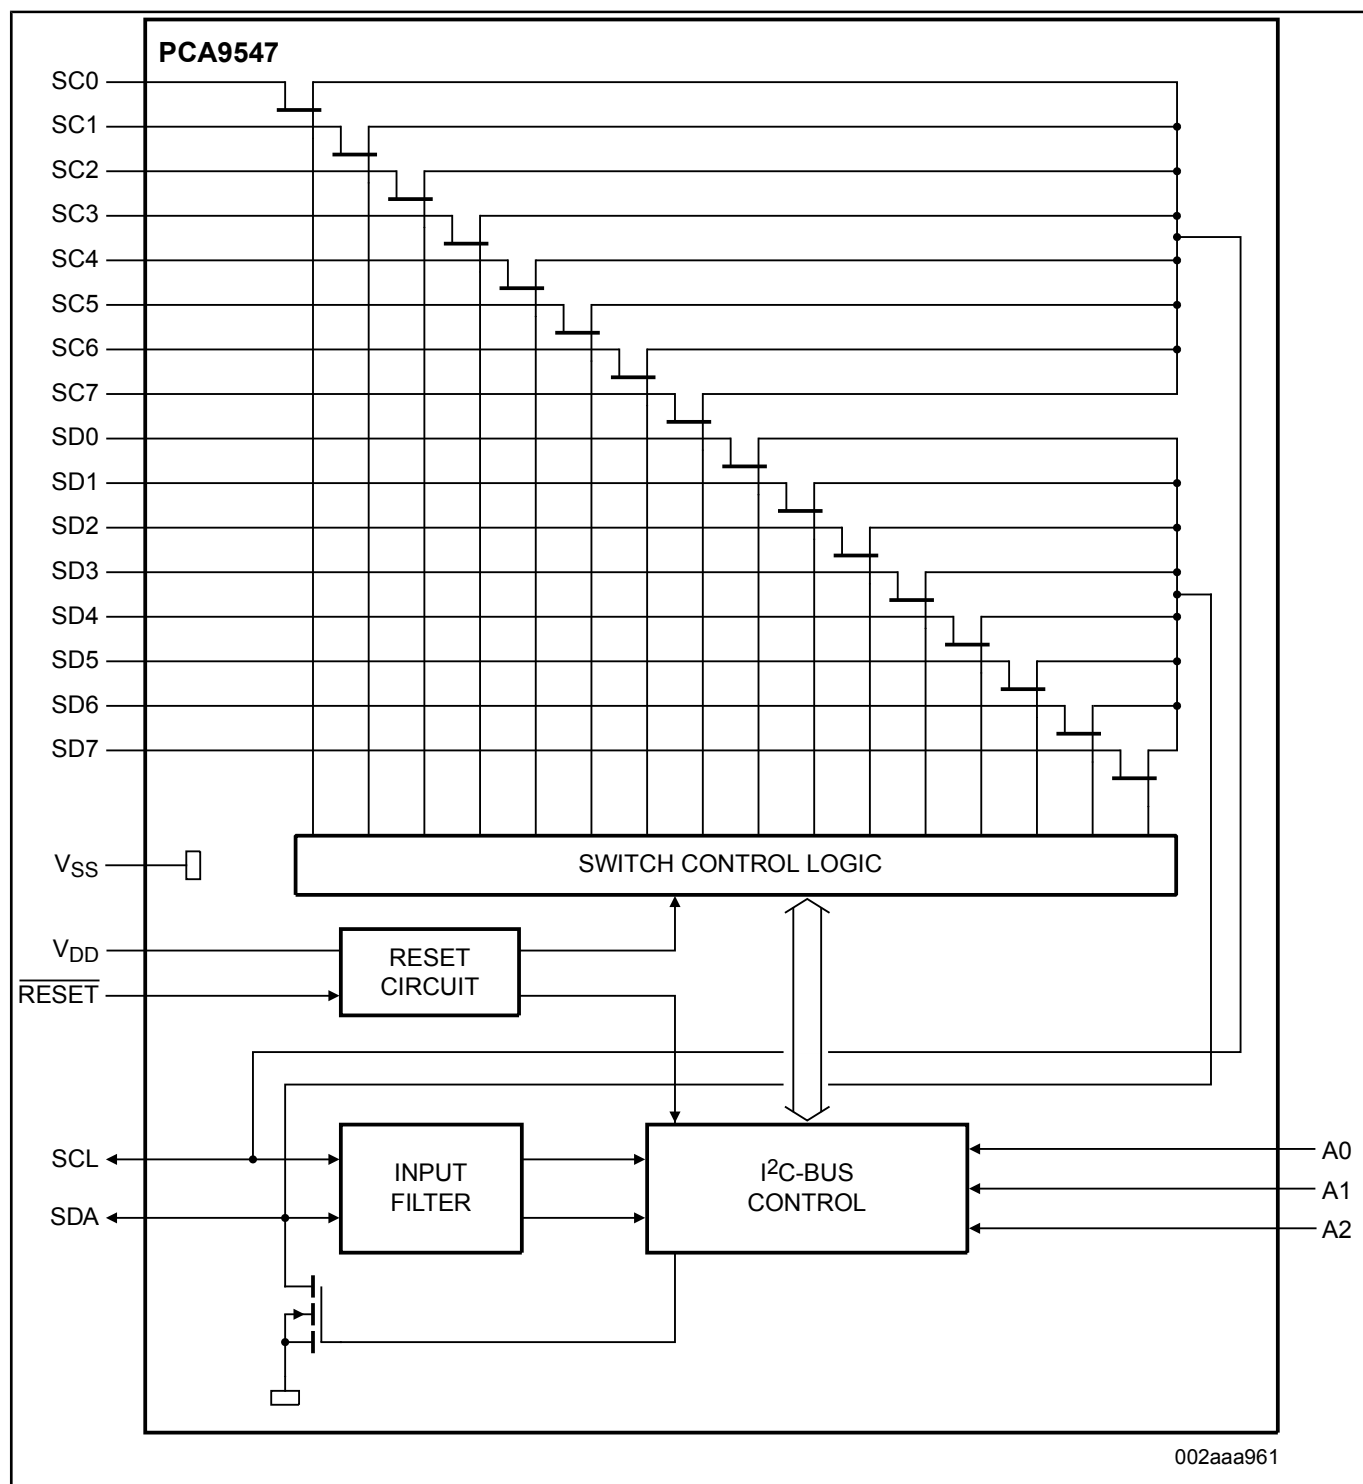 PCA9547
SC0
SC1
SC2
SC3
SC4
SC5
SC6
SC7
SD0
SD1
SD2
SD3
SD4
SD5
SD6
SD7
VSS
SWITCH CONTROL LOGIC
VDD
RESET
RESET
CIRCUIT
SCL
SDA
INPUT
FILTER
I²C-BUS
CONTROL
A0
A1
A2
002aaa961